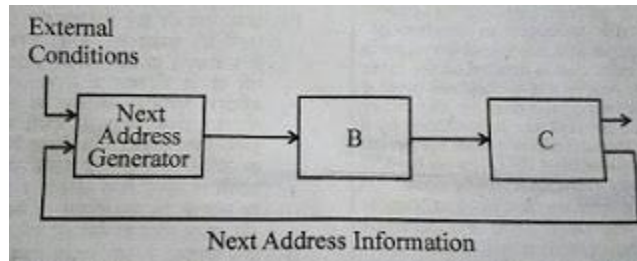 External
Conditions
Next
Address
Generator
B
C
Next Address Information